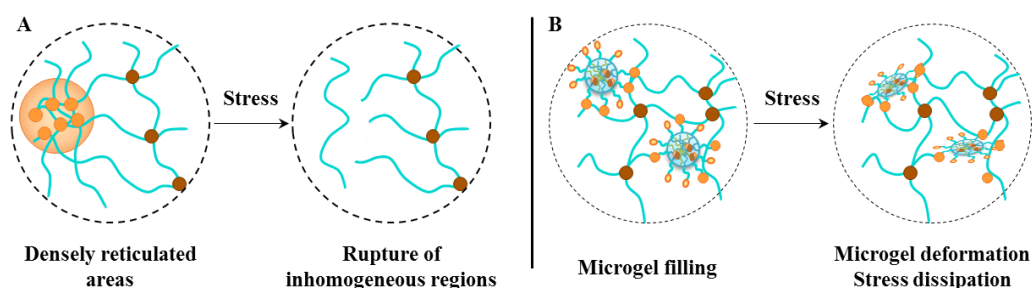 A
Stress
Densely reticulated
areas
Rupture of
inhomogeneous regions
B
Stress
Microgel filling
Microgel deformation
Stress dissipation